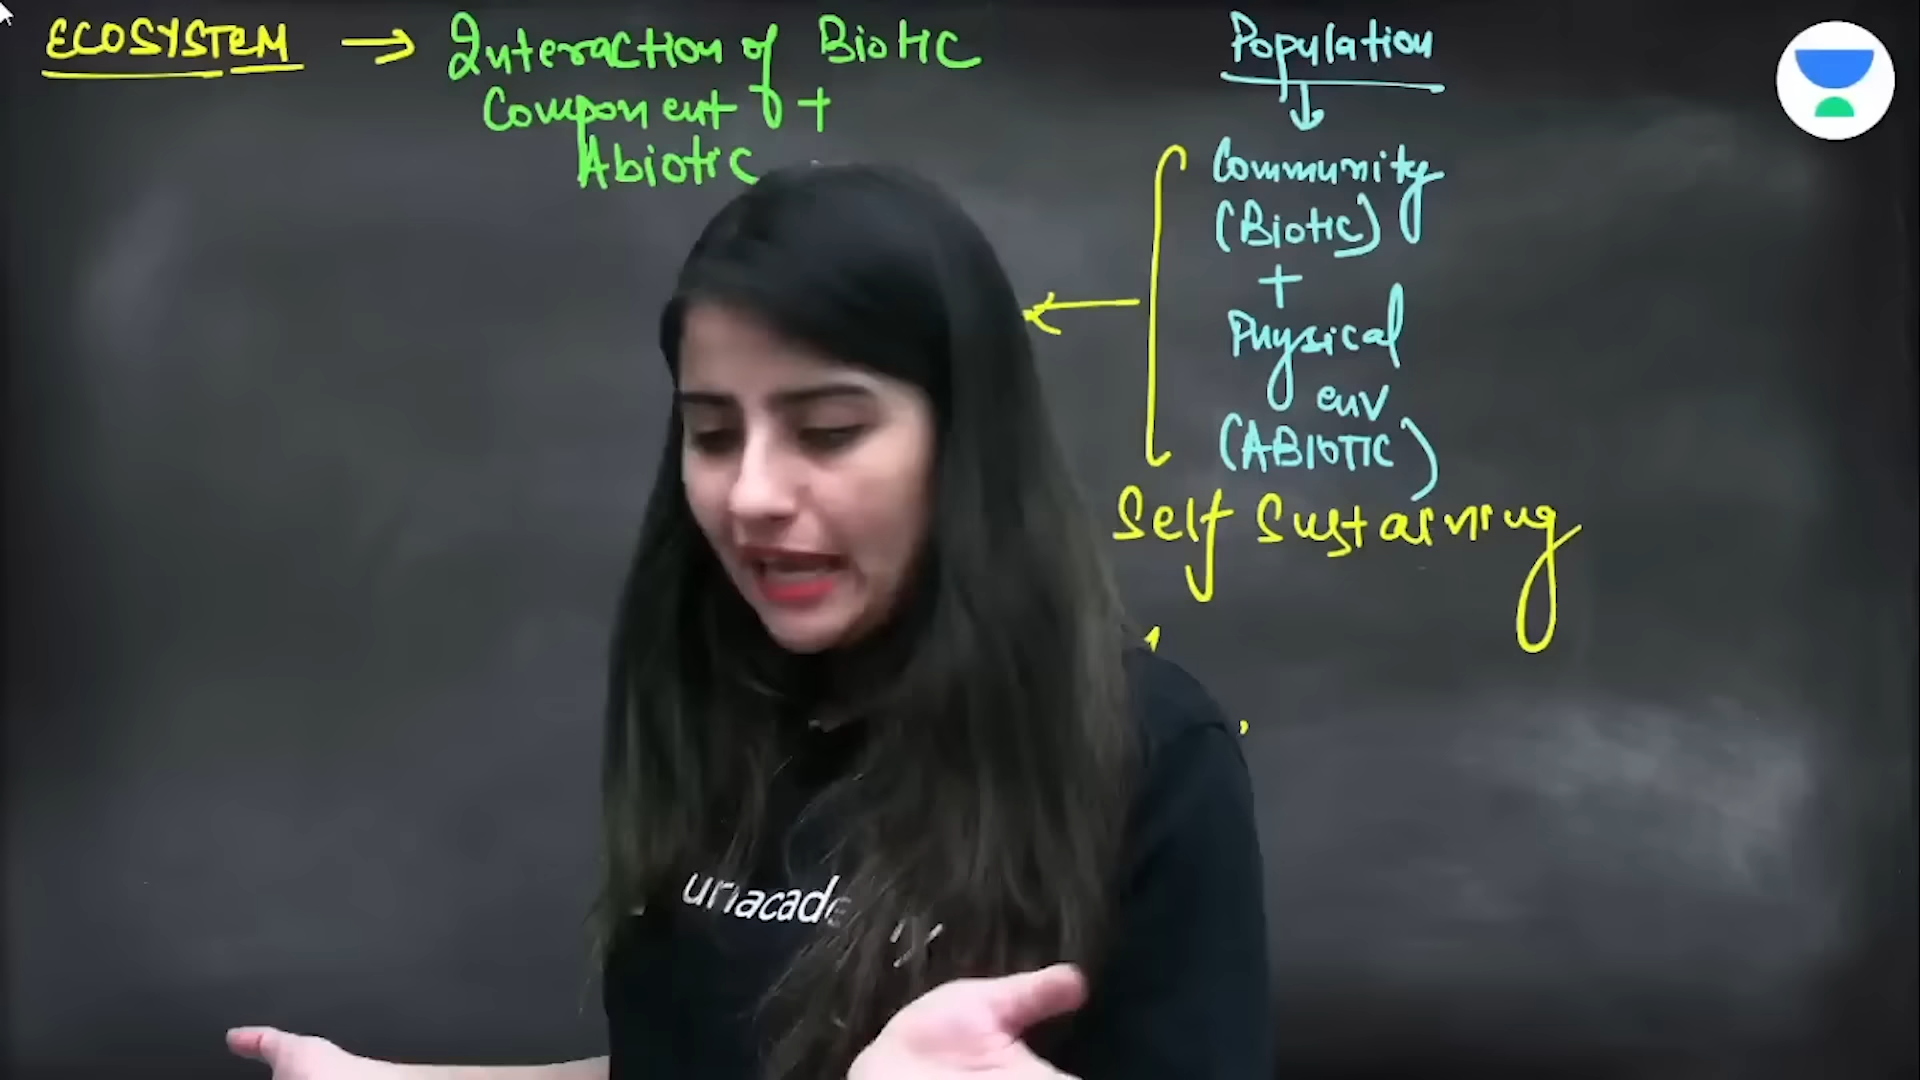 ECOSYSTEM → Interaction of Biotic
Component +
Abiotic
Population
↓
Community
(Biotic)
+
Physical
env
(ABIOTIC)
Self Sustaining
unacade